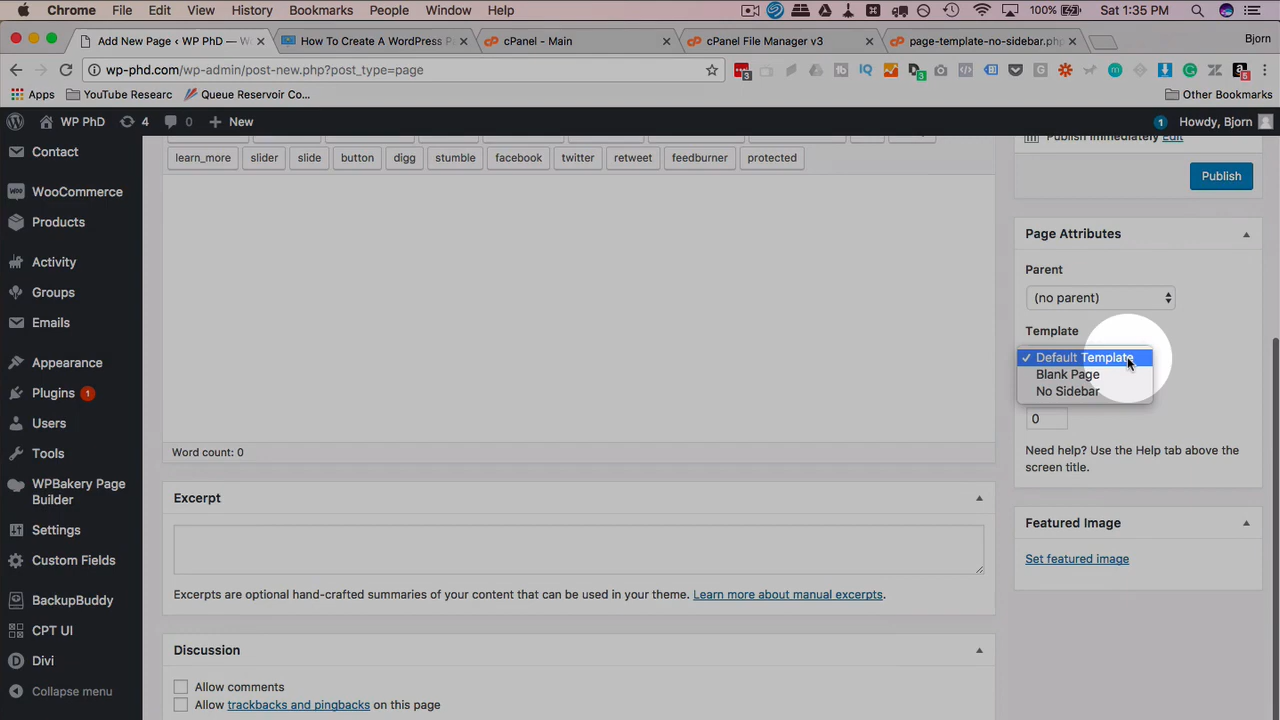 Chrome File Edit View History Bookmarks People Window Help 100% Sat 1:35 PM
Add New Page ‹ WP PhD — W How To Create A WordPress P cPanel - Main cPanel File Manager v3 page-template-no-sidebar.php Bjorn
wp-phd.com/wp-admin/post-new.php?post_type=page
Apps YouTube Researc Queue Reservoir Co... Other Bookmarks
WP PhD 4 0 New 1 Howdy, Bjorn
Contact
WooCommerce
Products
Activity
Groups
Emails
Appearance
Plugins 1
Users
Tools
WPBakery Page
Builder
Settings
Custom Fields
BackupBuddy
CPT UI
Divi
Collapse menu
learn_more slider slide button digg stumble facebook twitter retweet feedburner protected
Word count: 0
Excerpt
Excerpts are optional hand-crafted summaries of your content that can be used in your theme. Learn more about manual excerpts.
Discussion
Allow comments
Allow trackbacks and pingbacks on this page
Publish immediately Edit
Publish
Page Attributes
Parent
(no parent)
Template
✓ Default Template
Blank Page
No Sidebar
0
Need help? Use the Help tab above the
screen title.
Featured Image
Set featured image